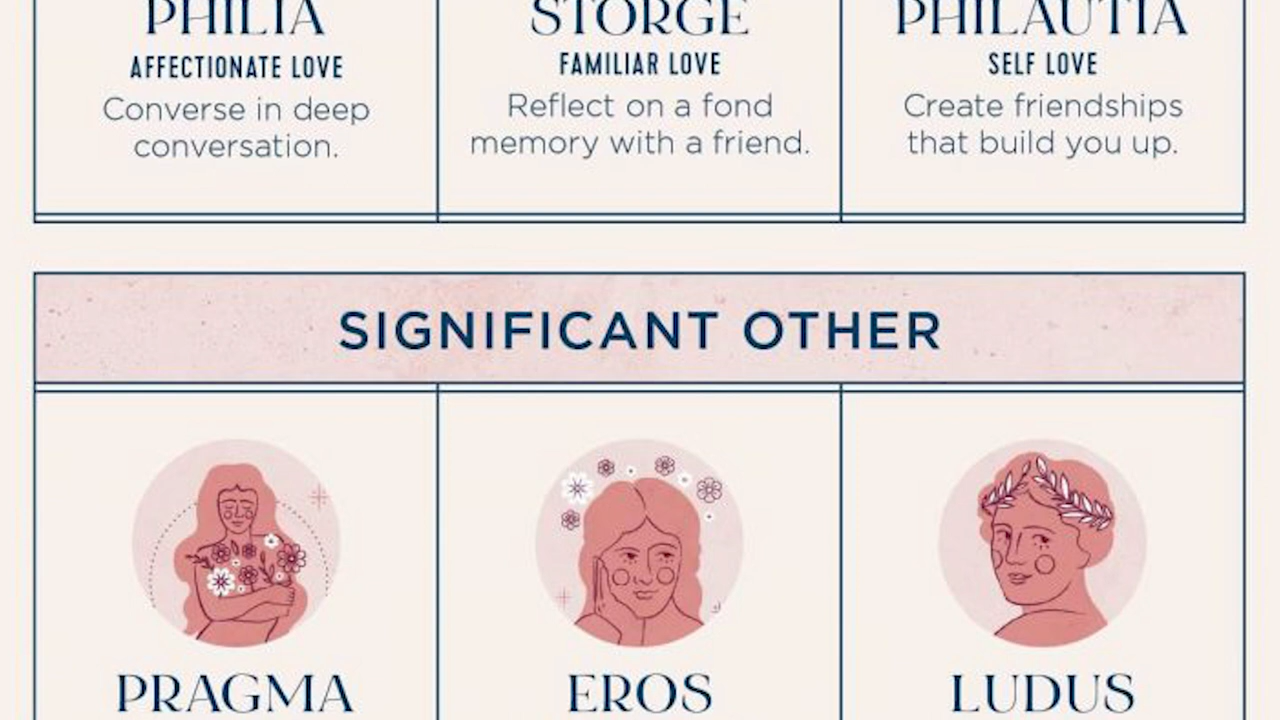 PHILIA
AFFECTIONATE LOVE
Converse in deep
conversation.
STORGE
FAMILIAR LOVE
Reflect on a fond
memory with a friend.
PHILAUTIA
SELF LOVE
Create friendships
that build you up.
SIGNIFICANT OTHER
PRAGMA
EROS
LUDUS